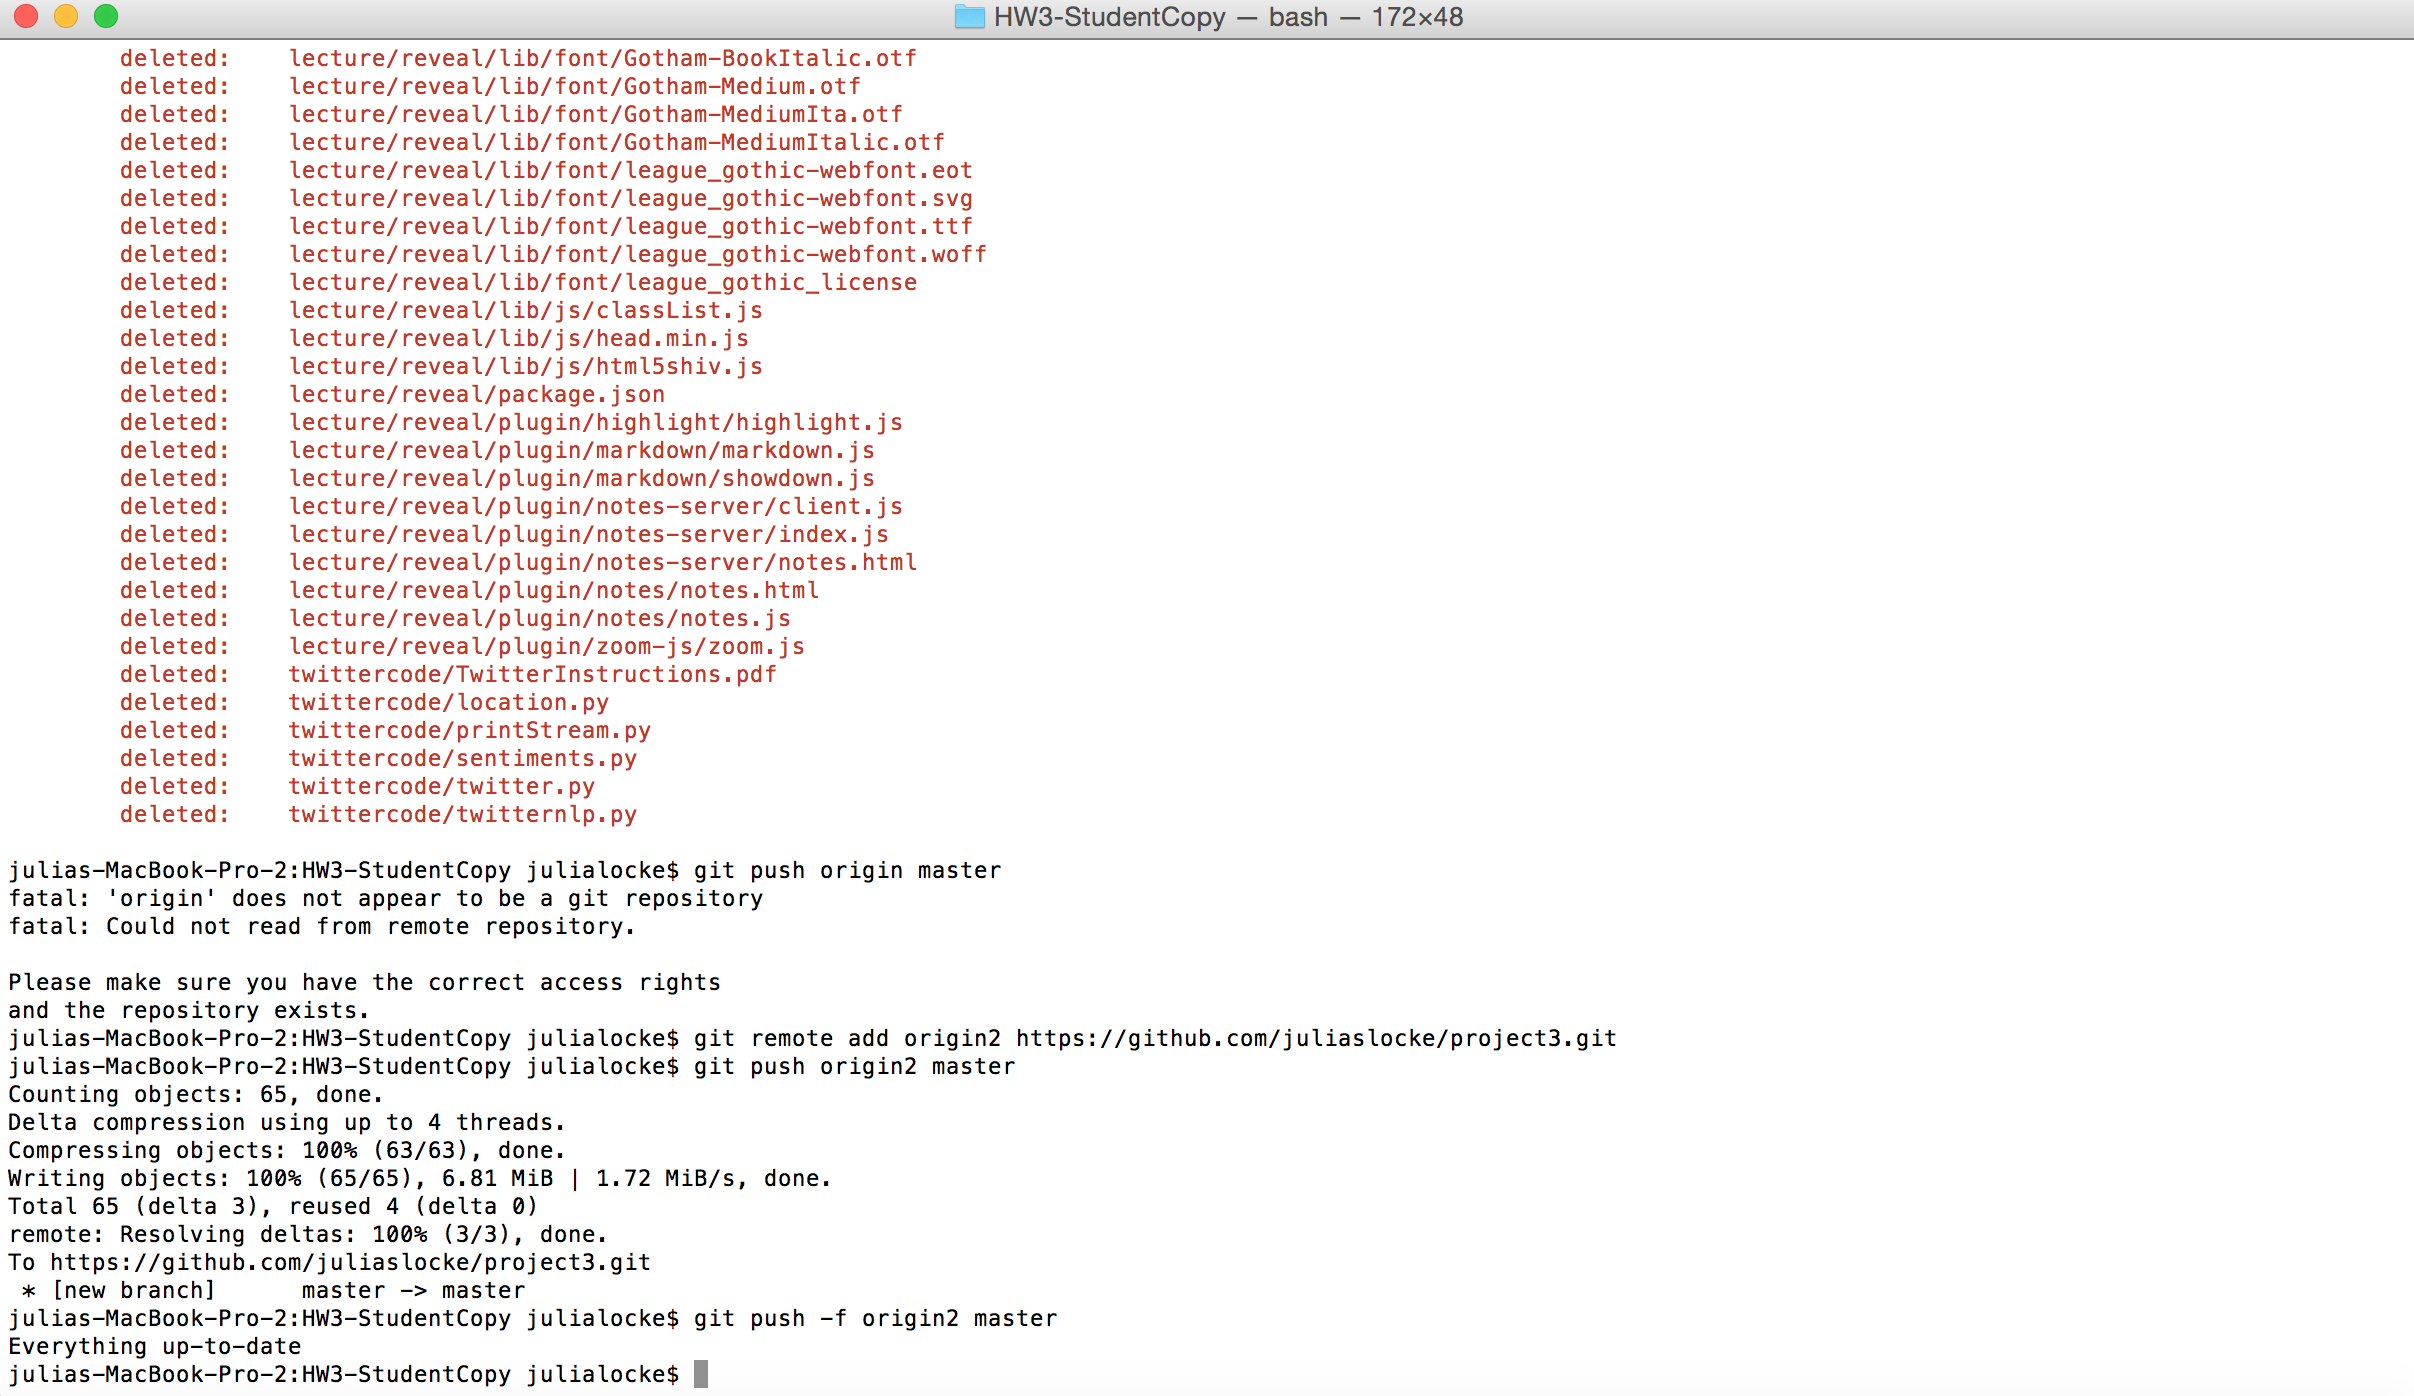 HW3-StudentCopy — bash — 172×48
deleted:    lecture/reveal/lib/font/Gotham-BookItalic.otf
deleted:    lecture/reveal/lib/font/Gotham-Medium.otf
deleted:    lecture/reveal/lib/font/Gotham-MediumIta.otf
deleted:    lecture/reveal/lib/font/Gotham-MediumItalic.otf
deleted:    lecture/reveal/lib/font/league_gothic-webfont.eot
deleted:    lecture/reveal/lib/font/league_gothic-webfont.svg
deleted:    lecture/reveal/lib/font/league_gothic-webfont.ttf
deleted:    lecture/reveal/lib/font/league_gothic-webfont.woff
deleted:    lecture/reveal/lib/font/league_gothic_license
deleted:    lecture/reveal/lib/js/classList.js
deleted:    lecture/reveal/lib/js/head.min.js
deleted:    lecture/reveal/lib/js/html5shiv.js
deleted:    lecture/reveal/package.json
deleted:    lecture/reveal/plugin/highlight/highlight.js
deleted:    lecture/reveal/plugin/markdown/markdown.js
deleted:    lecture/reveal/plugin/markdown/showdown.js
deleted:    lecture/reveal/plugin/notes-server/client.js
deleted:    lecture/reveal/plugin/notes-server/index.js
deleted:    lecture/reveal/plugin/notes-server/notes.html
deleted:    lecture/reveal/plugin/notes/notes.html
deleted:    lecture/reveal/plugin/notes/notes.js
deleted:    lecture/reveal/plugin/zoom-js/zoom.js
deleted:    twittercode/TwitterInstructions.pdf
deleted:    twittercode/location.py
deleted:    twittercode/printStream.py
deleted:    twittercode/sentiments.py
deleted:    twittercode/twitter.py
deleted:    twittercode/twitternlp.py
julias-MacBook-Pro-2:HW3-StudentCopy julialocke$ git push origin master
fatal: 'origin' does not appear to be a git repository
fatal: Could not read from remote repository.
Please make sure you have the correct access rights
and the repository exists.
julias-MacBook-Pro-2:HW3-StudentCopy julialocke$ git remote add origin2 https://github.com/juliaslocke/project3.git
julias-MacBook-Pro-2:HW3-StudentCopy julialocke$ git push origin2 master
Counting objects: 65, done.
Delta compression using up to 4 threads.
Compressing objects: 100% (63/63), done.
Writing objects: 100% (65/65), 6.81 MiB | 1.72 MiB/s, done.
Total 65 (delta 3), reused 4 (delta 0)
remote: Resolving deltas: 100% (3/3), done.
To https://github.com/juliaslocke/project3.git
 * [new branch]      master -> master
julias-MacBook-Pro-2:HW3-StudentCopy julialocke$ git push -f origin2 master
Everything up-to-date
julias-MacBook-Pro-2:HW3-StudentCopy julialocke$